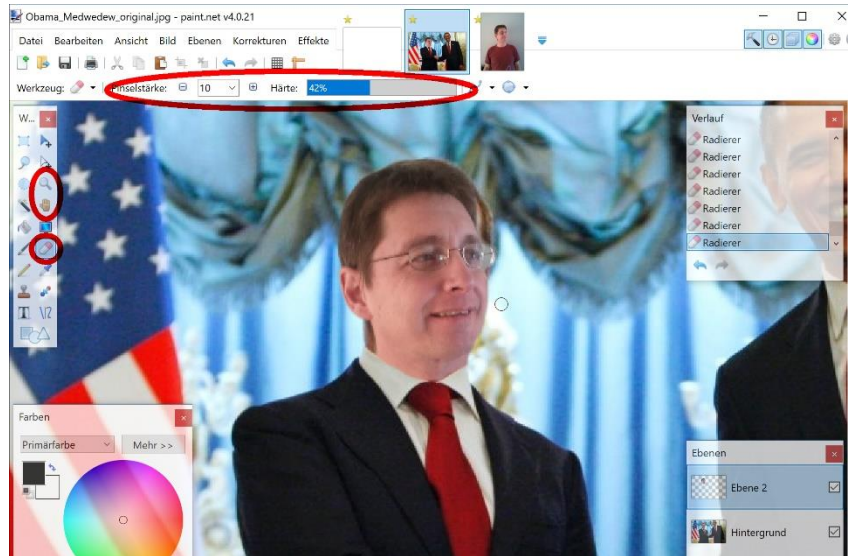 Obama_Medwedew_original.jpg - paint.net v4.0.21
Datei Bearbeiten Ansicht Bild Ebenen Korrekturen Effekte
Werkzeug: Pinselstärke: 10 Härte: 42%
W...
Verlauf
Radierer
Radierer
Radierer
Radierer
Radierer
Radierer
Radierer
Farben
Primärfarbe Mehr >>
Ebenen
Ebene 2
Hintergrund